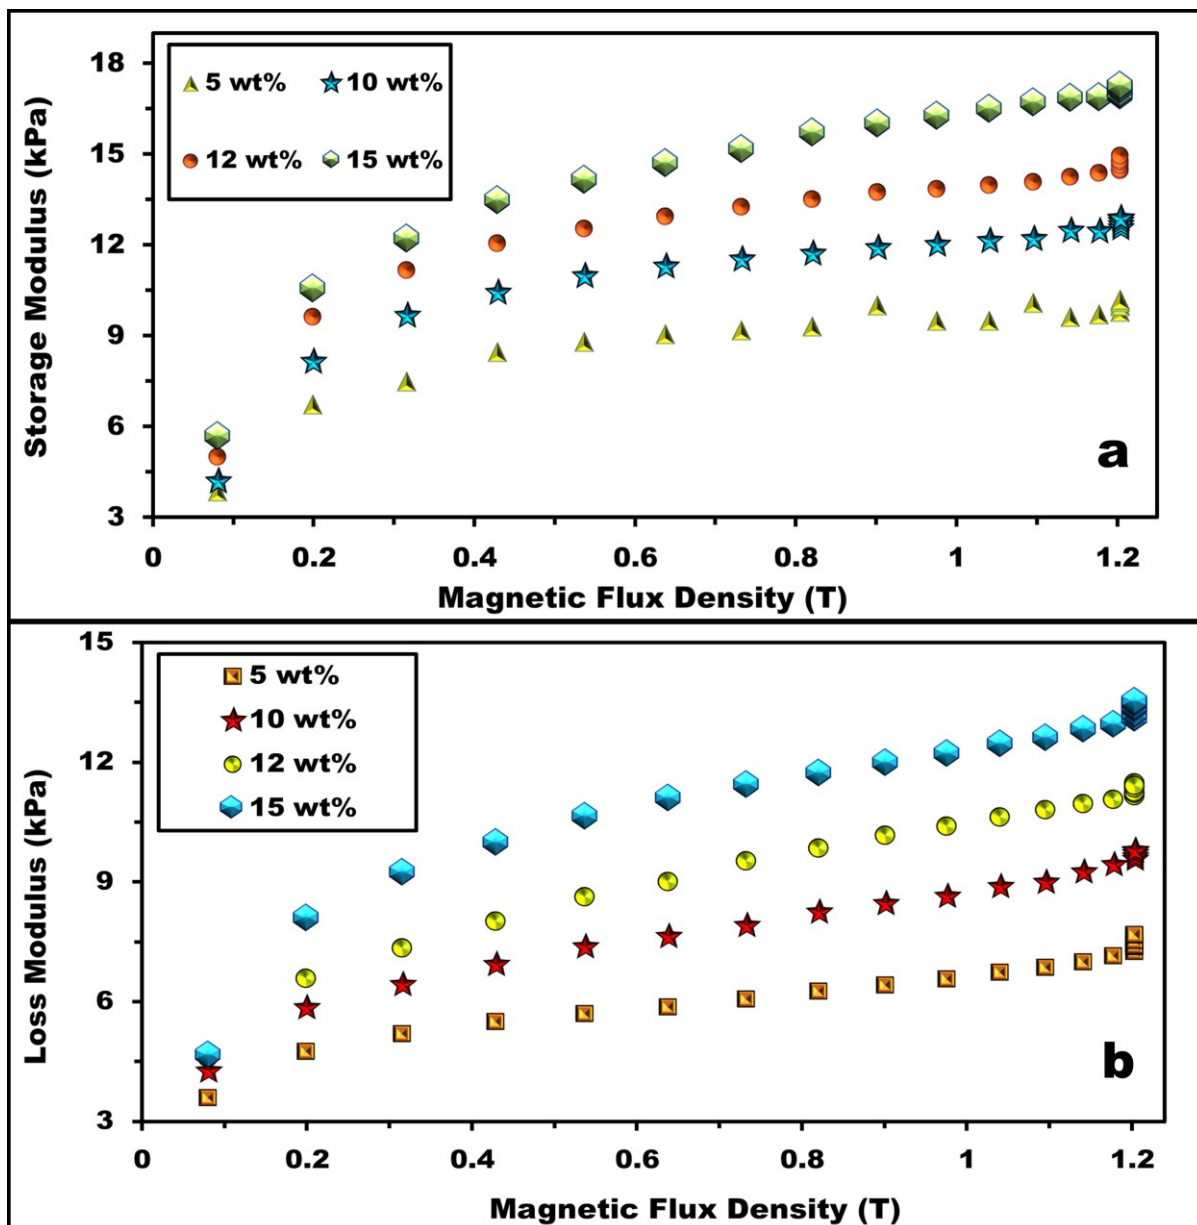 18
15
12
9
6
3
Storage Modulus (kPa)
5 wt%
10 wt%
12 wt%
15 wt%
a
0
0.2
0.4
0.6
0.8
1
1.2
Magnetic Flux Density (T)
15
12
9
6
3
Loss Modulus (kPa)
5 wt%
10 wt%
12 wt%
15 wt%
b
0
0.2
0.4
0.6
0.8
1
1.2
Magnetic Flux Density (T)